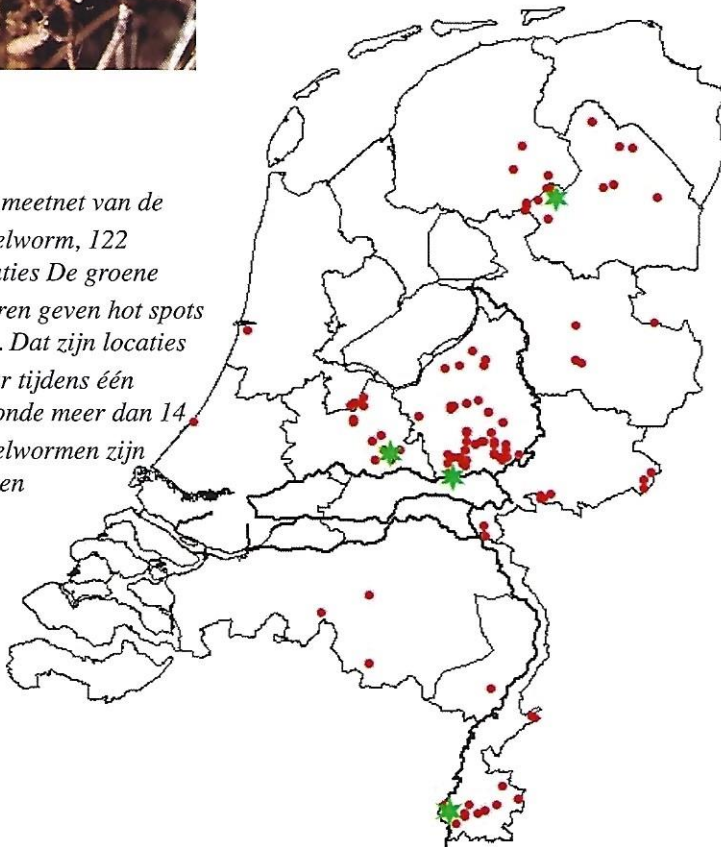 meetnet van de
elworm, 122
aties De groene
ren geven hot spots
. Dat zijn locaties
r tijdens één
onde meer dan 14
elwormen zijn
en